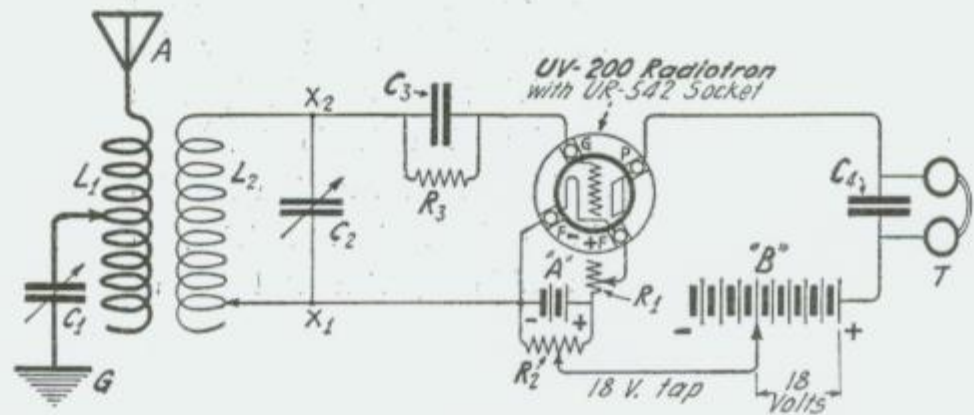 A
UV-200 Radiotron
with UR-542 Socket
X2
C3
G
P
L1
L2
R3
C2
C4
F- +F
"A"
"B"
T
C1
X1
- +
R1
- +
G
R2
18 V. tap
18
Volts